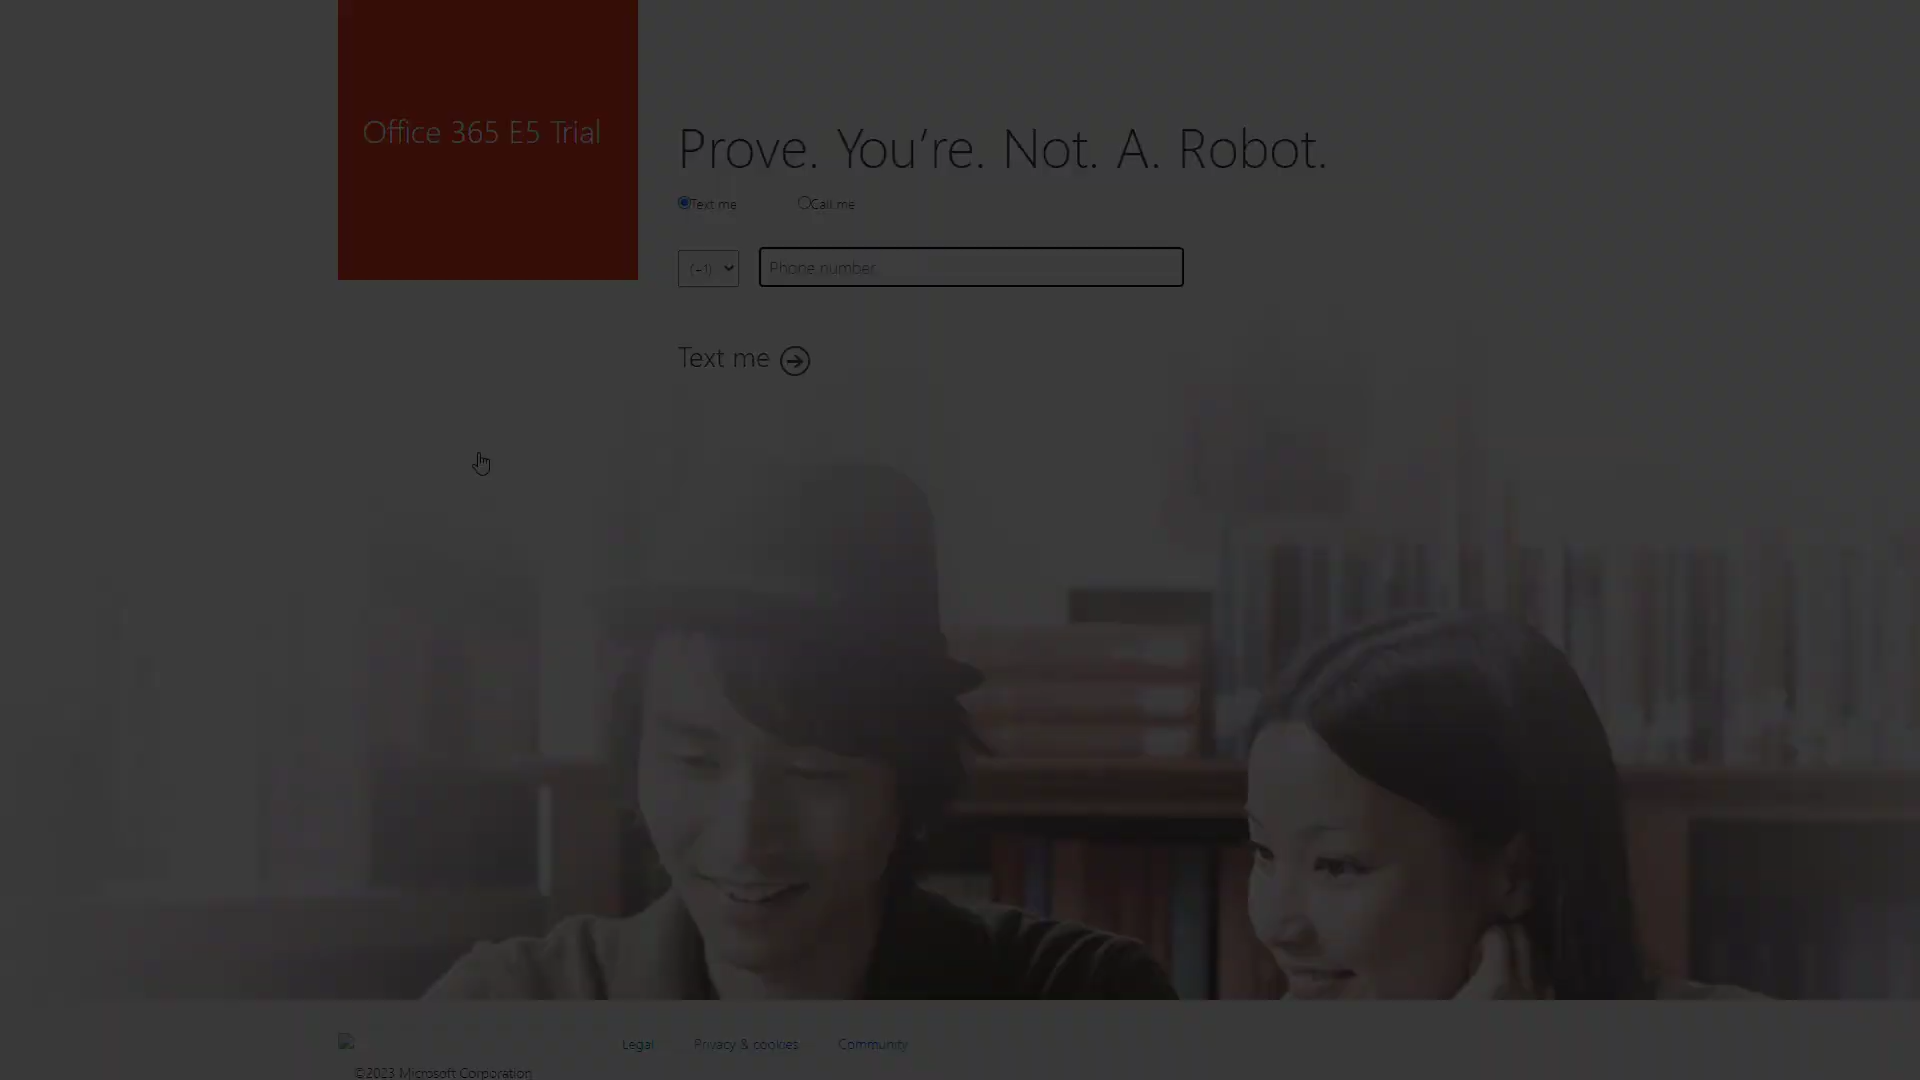 Office 365 E5 Trial
Prove. You're. Not. A. Robot.
Text me
Call me
(+1)
Phone number
Text me
Legal
Privacy & cookies
Community
©2023 Microsoft Corporation